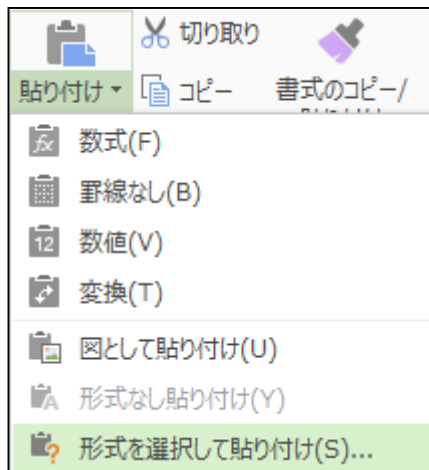 切り取り
貼り付け
コピー
書式のコピー/
数式(F)
罫線なし(B)
数値(V)
変換(T)
図として貼り付け(U)
形式なし貼り付け(Y)
形式を選択して貼り付け(S)...